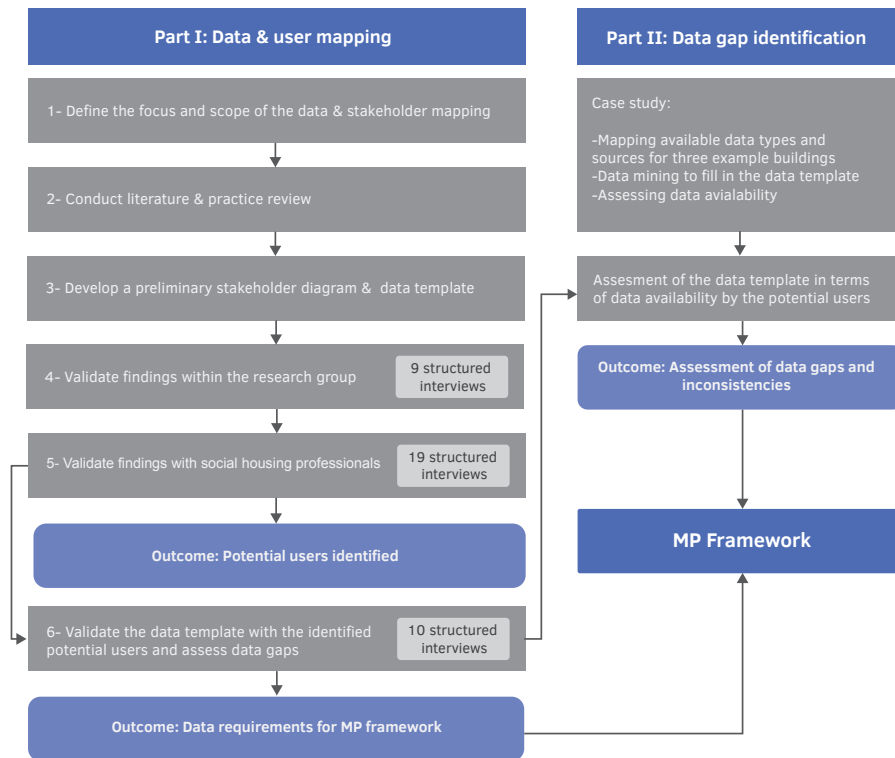 Part I: Data & user mapping
1- Define the focus and scope of the data & stakeholder mapping
2- Conduct literature & practice review
3- Develop a preliminary stakeholder diagram & data template
4- Validate findings within the research group
9 structured
interviews
5- Validate findings with social housing professionals
19 structured
interviews
Outcome: Potential users identified
6- Validate the data template with the identified
potential users and assess data gaps
10 structured
interviews
Outcome: Data requirements for MP framework
Part II: Data gap identification
Case study:
-Mapping available data types and
sources for three example buildings
-Data mining to fill in the data template
-Assessing data avialability
Assesment of the data template in terms
of data availability by the potential users
Outcome: Assessment of data gaps and
inconsistencies
MP Framework